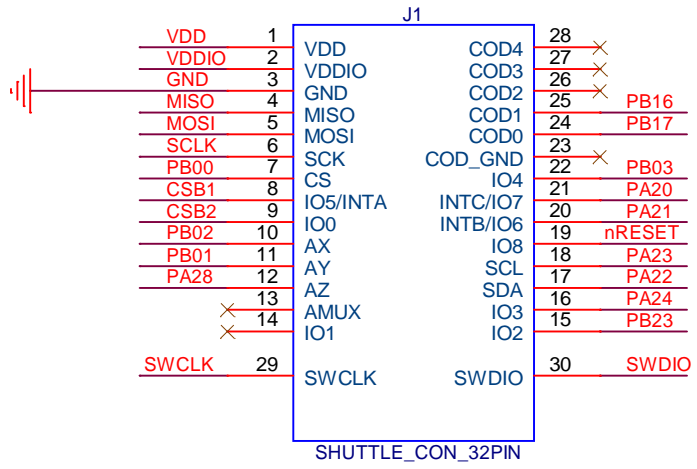 J1
VDD 1 VDD COD4 28
VDDIO 2 VDDIO COD3 27
GND 3 GND COD2 26
MISO 4 MISO COD1 25 PB16
MOSI 5 MOSI COD0 24 PB17
SCLK 6 SCK COD_GND 23
PB00 7 CS IO4 22 PB03
CSB1 8 IO5/INTA INTC/IO7 21 PA20
CSB2 9 IO0 INTB/IO6 20 PA21
PB02 10 AX IO8 19 nRESET
PB01 11 AY SCL 18 PA23
PA28 12 AZ SDA 17 PA22
13 AMUX IO3 16 PA24
14 IO1 IO2 15 PB23
SWCLK 29 SWCLK SWDIO 30 SWDIO
SHUTTLE_CON_32PIN